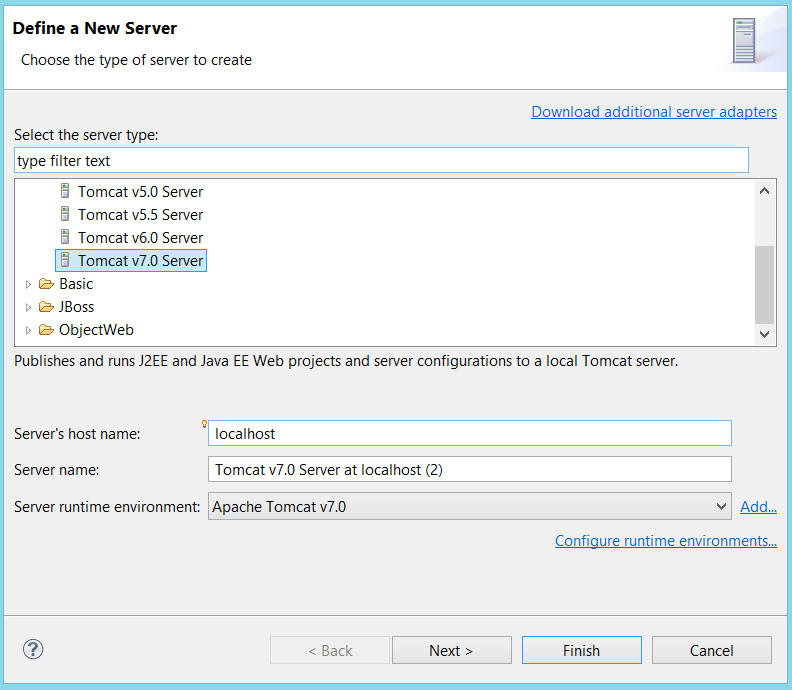 Define a New Server
Choose the type of server to create
Download additional server adapters
Select the server type:
type filter text
Tomcat v5.0 Server
Tomcat v5.5 Server
Tomcat v6.0 Server
Tomcat v7.0 Server
Basic
JBoss
ObjectWeb
Publishes and runs J2EE and Java EE Web projects and server configurations to a local Tomcat server.
Server's host name: localhost
Server name: Tomcat v7.0 Server at localhost (2)
Server runtime environment: Apache Tomcat v7.0 Add...
Configure runtime environments...
? < Back Next > Finish Cancel